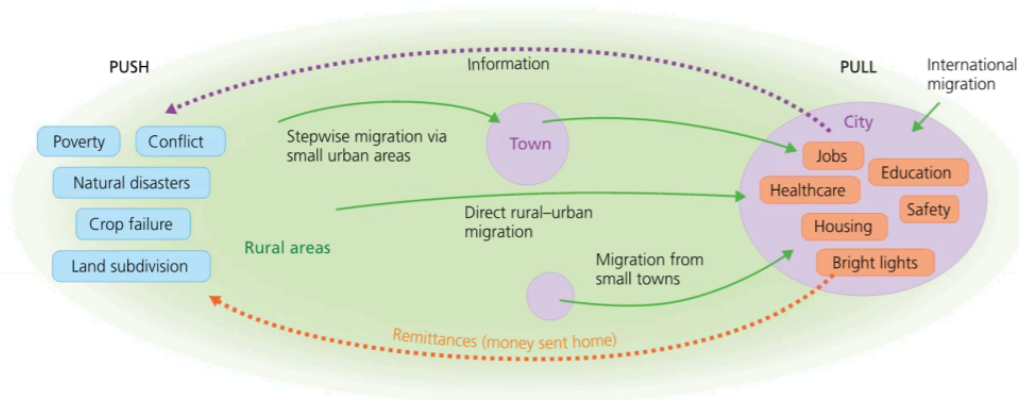 PUSH
Information
PULL
International
migration
Poverty
Conflict
Natural disasters
Crop failure
Land subdivision
Stepwise migration via
small urban areas
Town
City
Jobs
Education
Healthcare
Safety
Housing
Bright lights
Direct rural–urban
migration
Rural areas
Migration from
small towns
Remittances (money sent home)